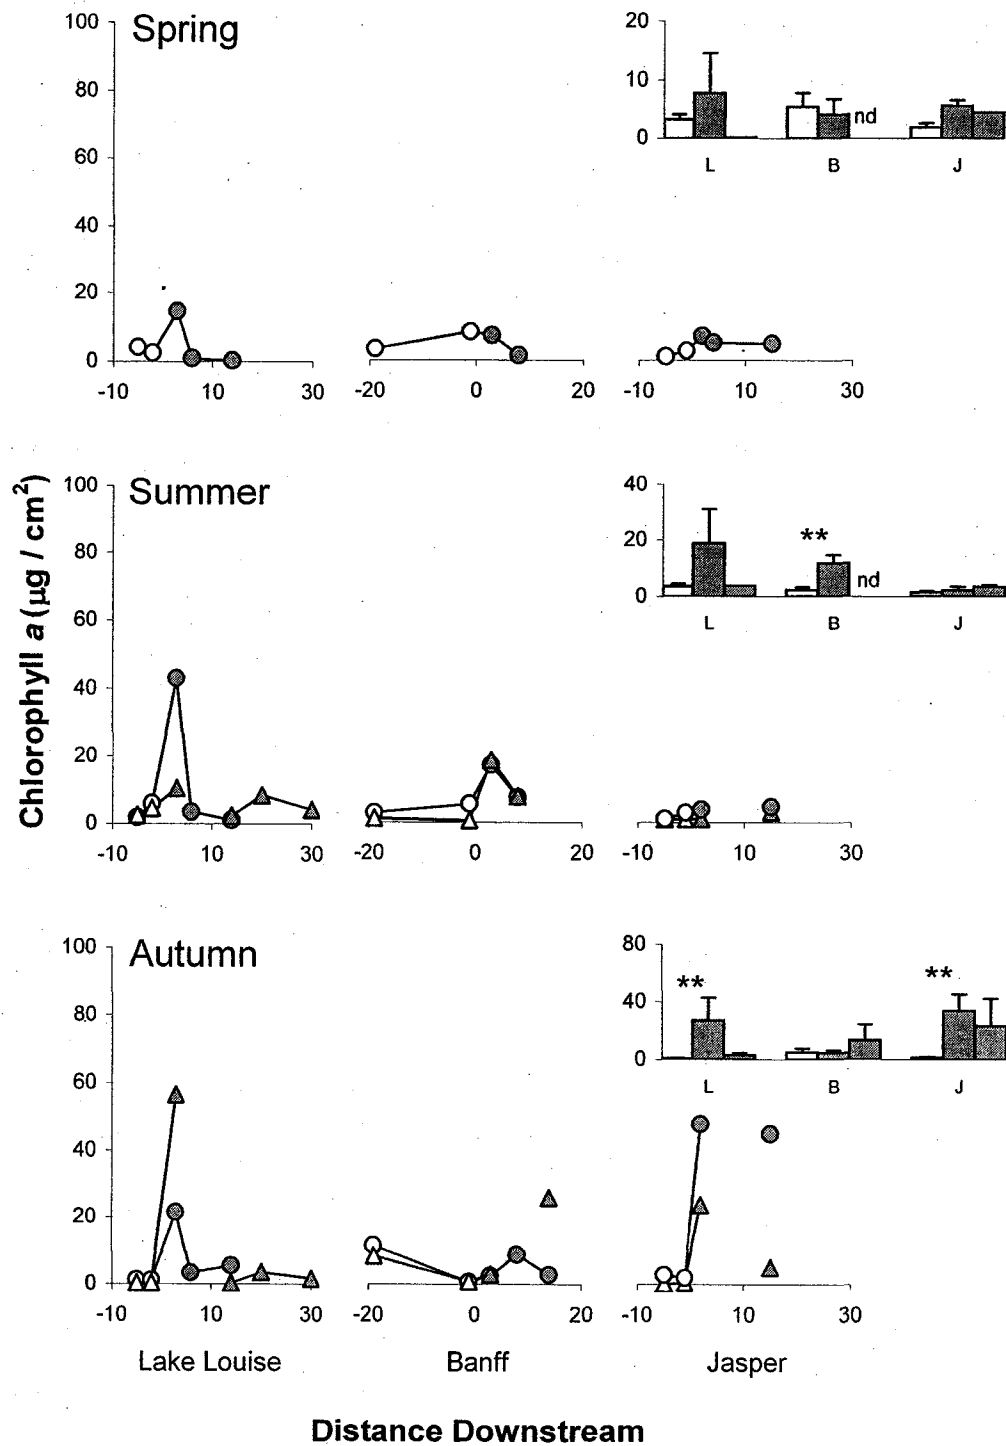 Spring
100
80
60
40
20
0
-10 10 30
-20 0 20
-10 10 30
20
10
0
nd
L B J
Chlorophyll a (µg / cm²)
Summer
100
80
60
40
20
0
-10 10 30
-20 0 20
-10 10 30
40
20
0
**
nd
L B J
Autumn
100
80
60
40
20
0
-10 10 30
-20 0 20
-10 10 30
80
40
0
** **
L B J
Lake Louise Banff Jasper
Distance Downstream